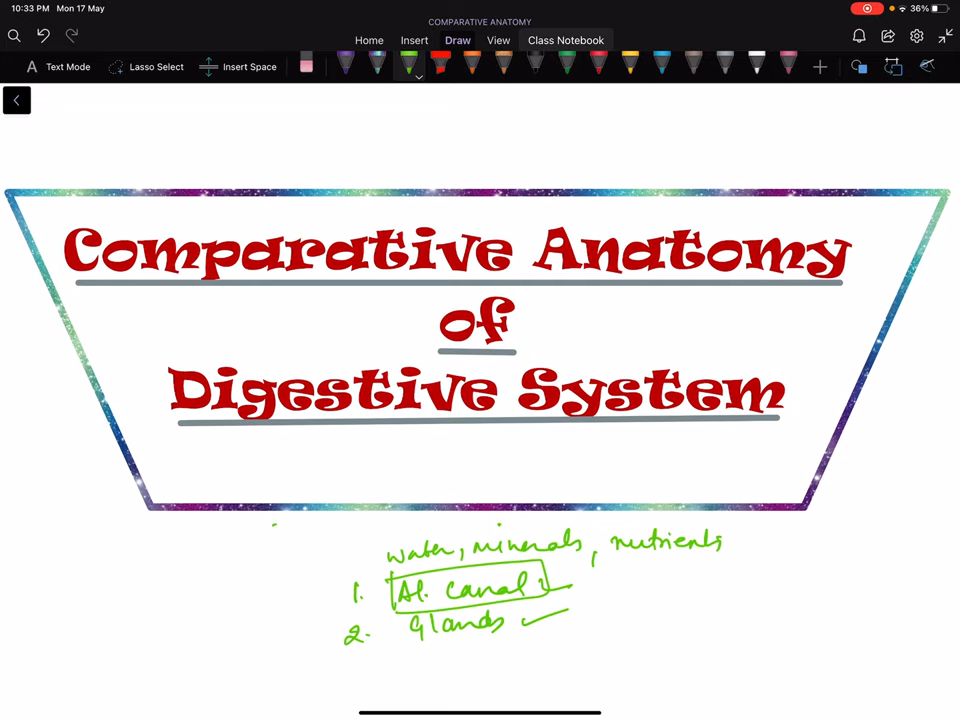 10:33 PM Mon 17 May 36%
COMPARATIVE ANATOMY
Home Insert Draw View Class Notebook
A Text Mode Lasso Select Insert Space
Comparative Anatomy
of
Digestive System
water, minerals, nutrients
1. Al. canal
2. Glands